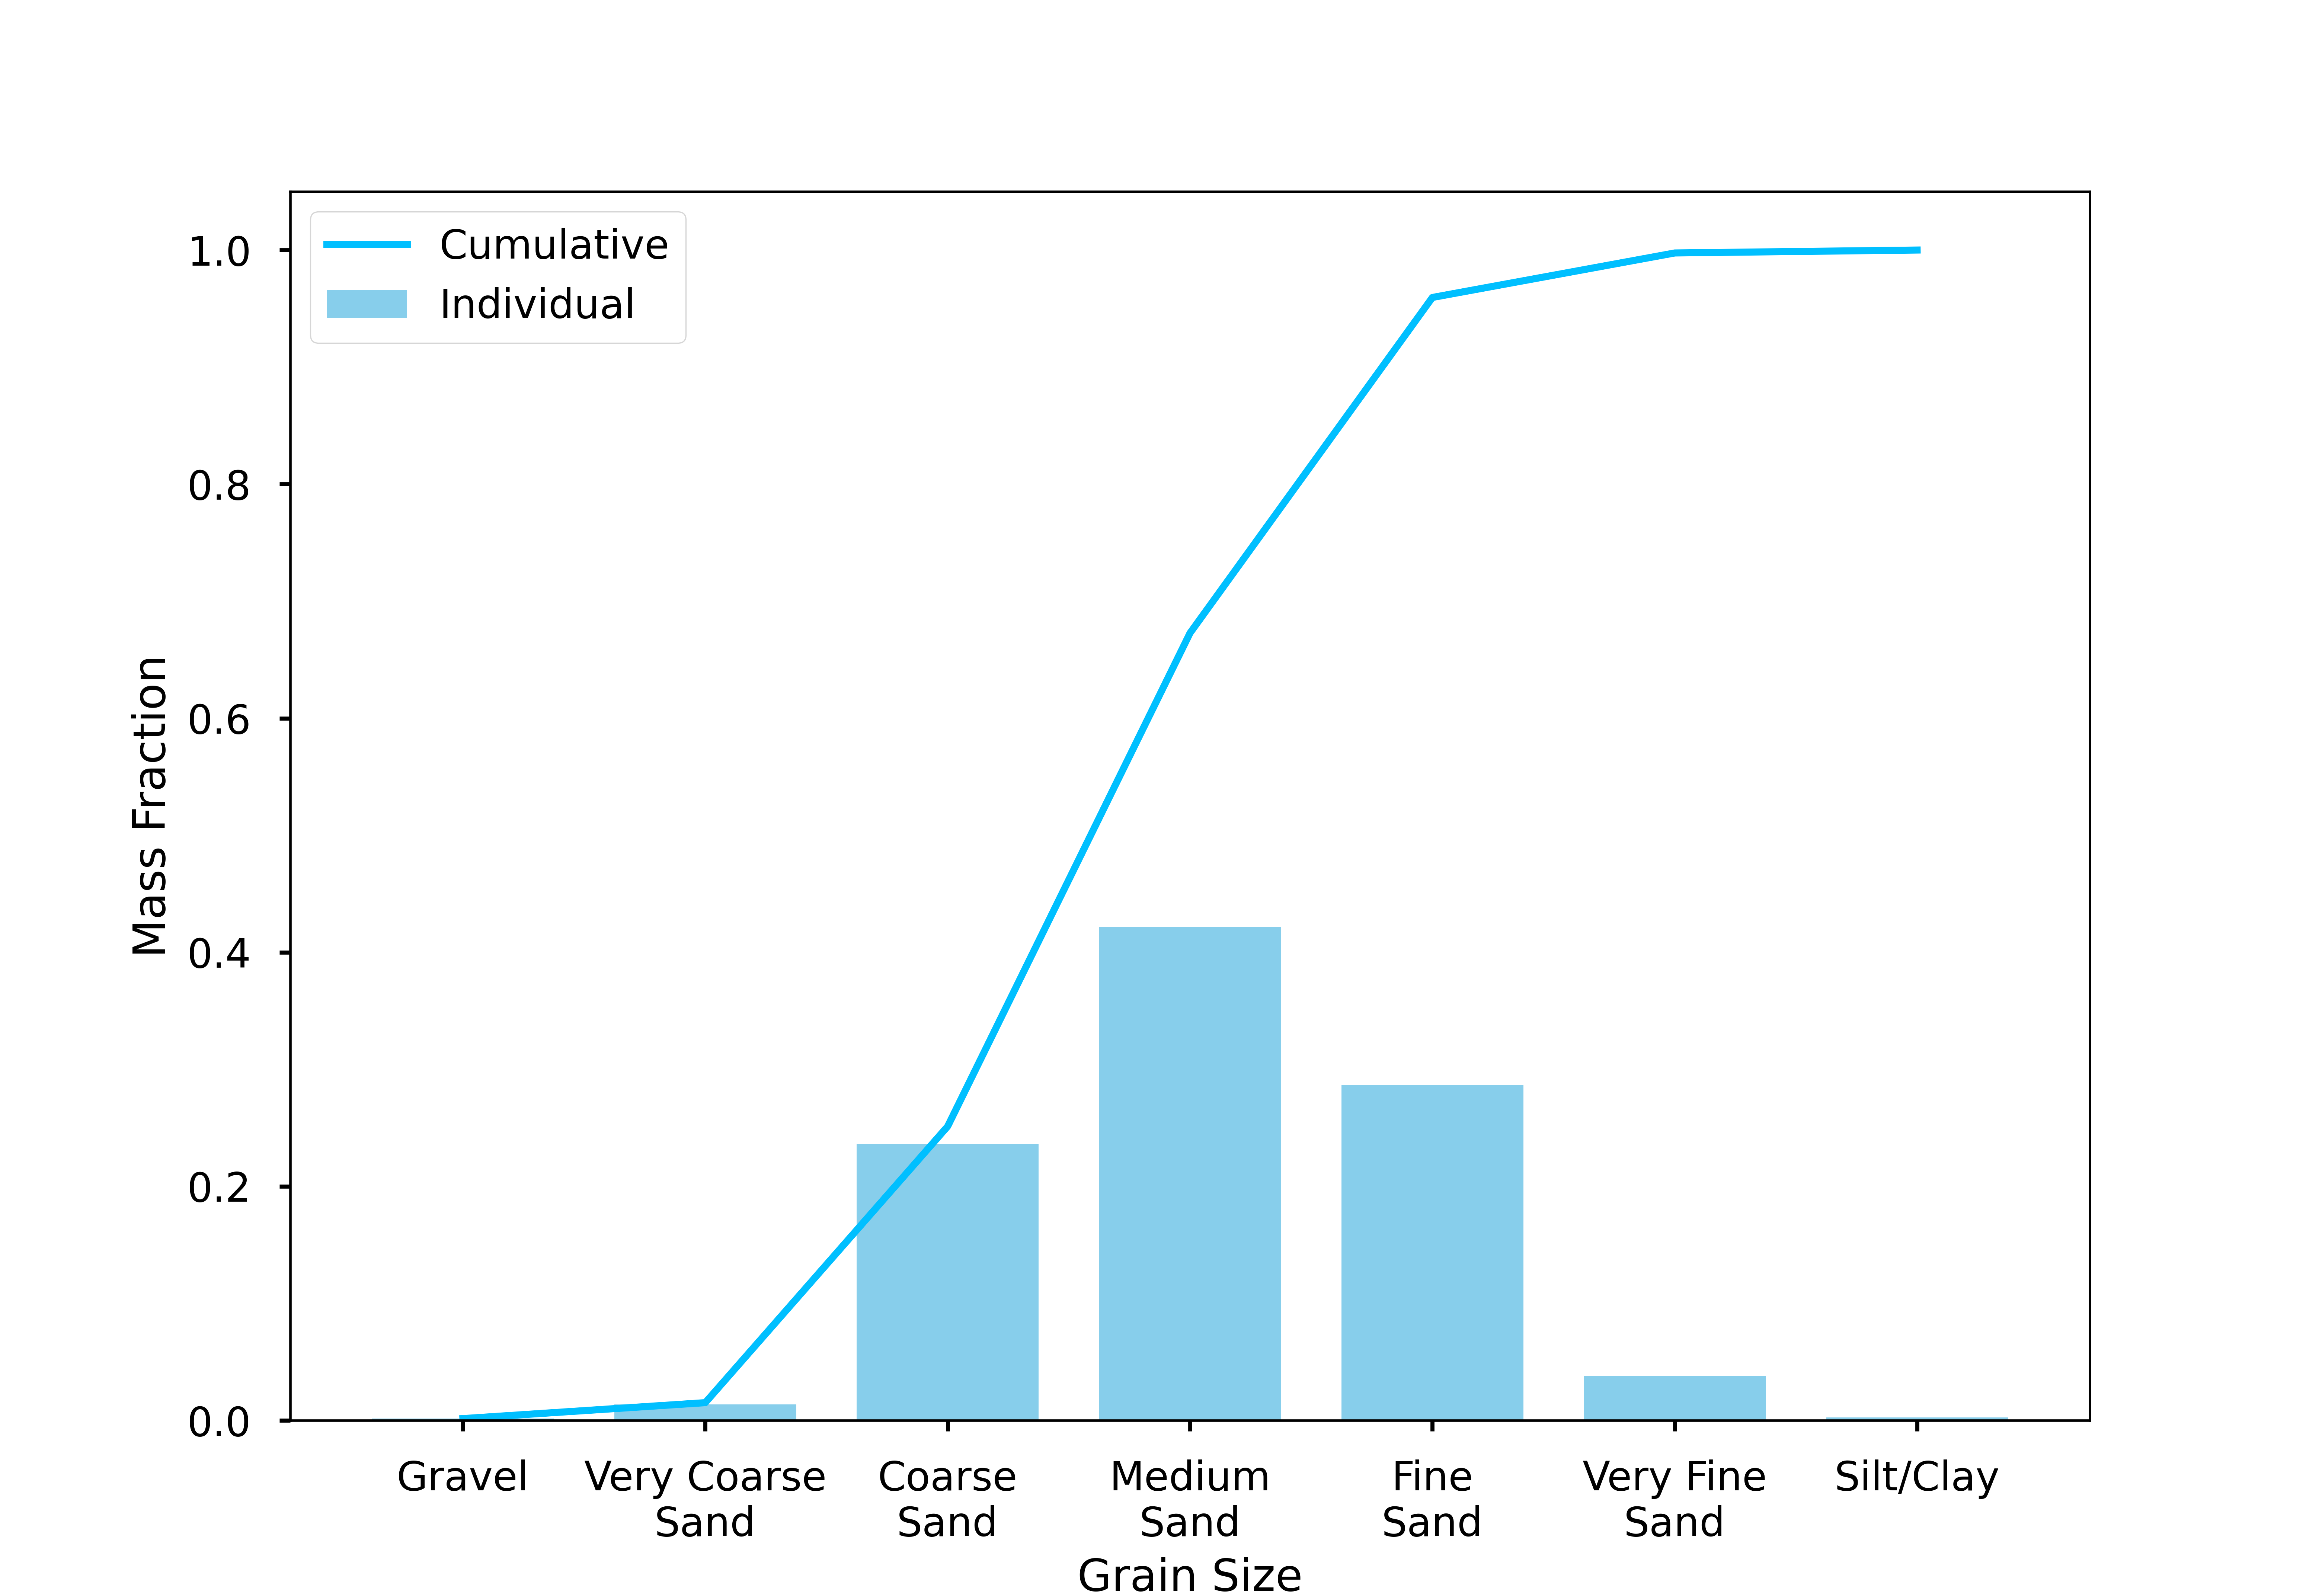 Cumulative
Individual
1.0
0.8
0.6
0.4
0.2
0.0
Mass Fraction
Gravel
Very Coarse
Sand
Coarse
Sand
Medium
Sand
Fine
Sand
Very Fine
Sand
Silt/Clay
Grain Size